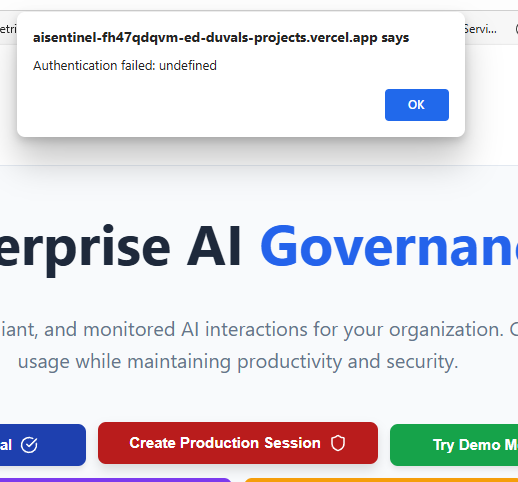 etri
Servi...
aisentinel-fh47qdqvm-ed-duvals-projects.vercel.app says
Authentication failed: undefined
OK
erprise AI Governan
iant, and monitored AI interactions for your organization. C
usage while maintaining productivity and security.
al
Create Production Session
Try Demo M